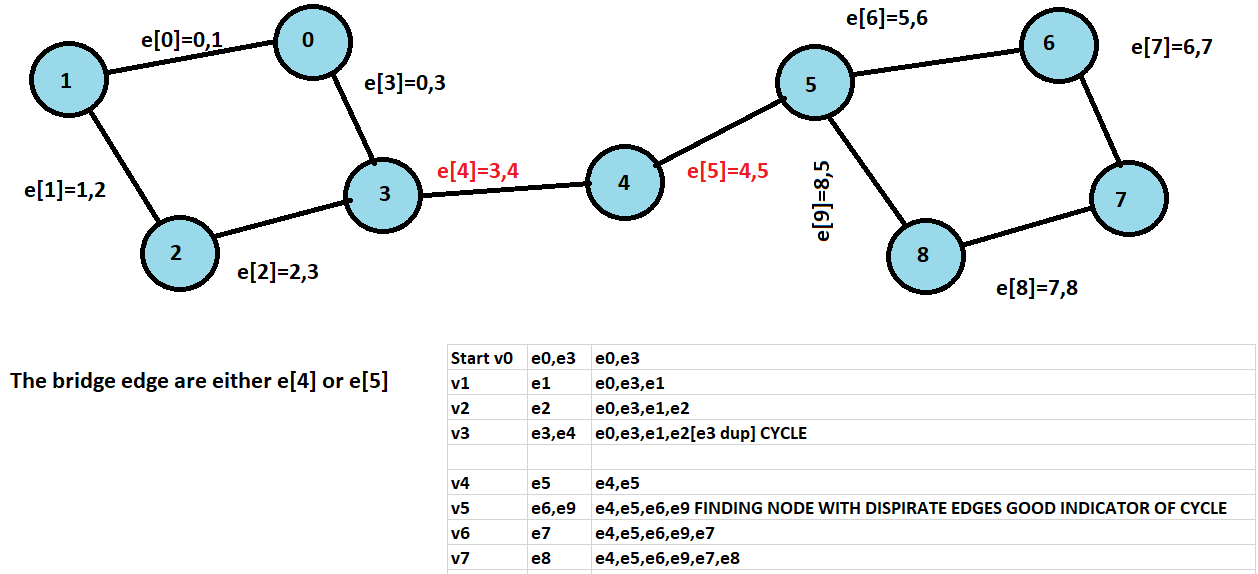 e[6]=5,6
e[0]=0,1
0
6
e[7]=6,7
1
e[3]=0,3
5
e[4]=3,4
e[5]=4,5
4
e[1]=1,2
3
e[9]=8,5
7
2
8
e[2]=2,3
e[8]=7,8
The bridge edge are either e[4] or e[5]
Start v0 e0,e3 e0,e3
v1 e1 e0,e3,e1
v2 e2 e0,e3,e1,e2
v3 e3,e4 e0,e3,e1,e2[e3 dup] CYCLE
v4 e5 e4,e5
v5 e6,e9 e4,e5,e6,e9 FINDING NODE WITH DISPIRATE EDGES GOOD INDICATOR OF CYCLE
v6 e7 e4,e5,e6,e9,e7
v7 e8 e4,e5,e6,e9,e7,e8